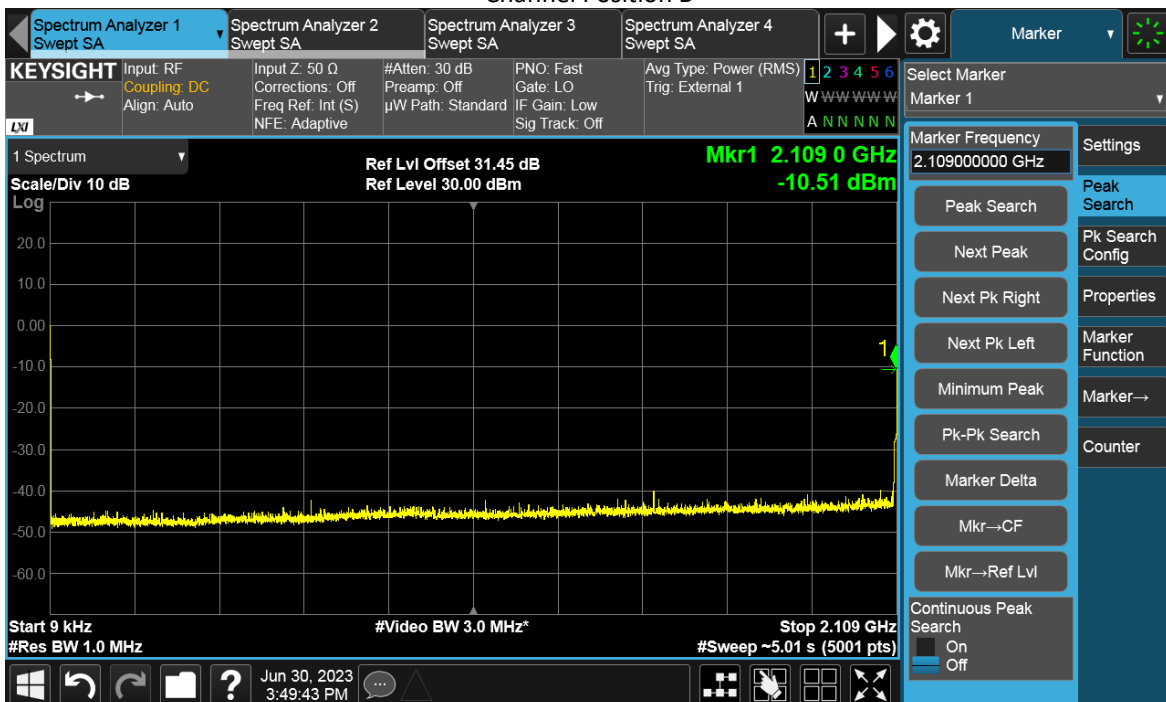 Channel Position B
Spectrum Analyzer 1
Swept SA
Spectrum Analyzer 2
Swept SA
Spectrum Analyzer 3
Swept SA
Spectrum Analyzer 4
Swept SA
Marker
KEYSIGHT
LXI
Input: RF
Coupling: DC
Align: Auto
Input Z: 50 Ω
Corrections: Off
Freq Ref: Int (S)
NFE: Adaptive
#Atten: 30 dB
Preamp: Off
µW Path: Standard
PNO: Fast
Gate: LO
IF Gain: Low
Sig Track: Off
Avg Type: Power (RMS)
Trig: External 1
1 2 3 4 5 6
W W W W W W
A N N N N N
Select Marker
Marker 1
1 Spectrum
Scale/Div 10 dB
Log
Ref Lvl Offset 31.45 dB
Ref Level 30.00 dBm
Mkr1 2.109 0 GHz
-10.51 dBm
20.0
10.0
0.00
-10.0
-20.0
-30.0
-40.0
-50.0
-60.0
1
Start 9 kHz
#Res BW 1.0 MHz
#Video BW 3.0 MHz*
Stop 2.109 GHz
#Sweep ~5.01 s (5001 pts)
Marker Frequency
2.109000000 GHz
Peak Search
Next Peak
Next Pk Right
Next Pk Left
Minimum Peak
Pk-Pk Search
Marker Delta
Mkr→CF
Mkr→Ref Lvl
Continuous Peak
Search
On
Off
Settings
Peak
Search
Pk Search
Config
Properties
Marker
Function
Marker→
Counter
?
Jun 30, 2023
3:49:43 PM